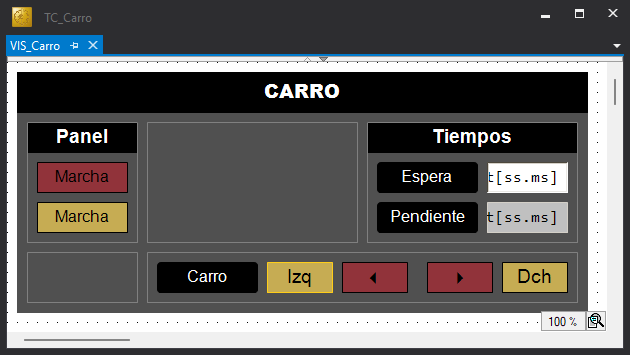 TC_Carro
VIS_Carro
CARRO
Panel
Tiempos
Marcha
Espera
t[ss.ms]
Marcha
Pendiente
t[ss.ms]
Carro
Izq
Dch
100 %